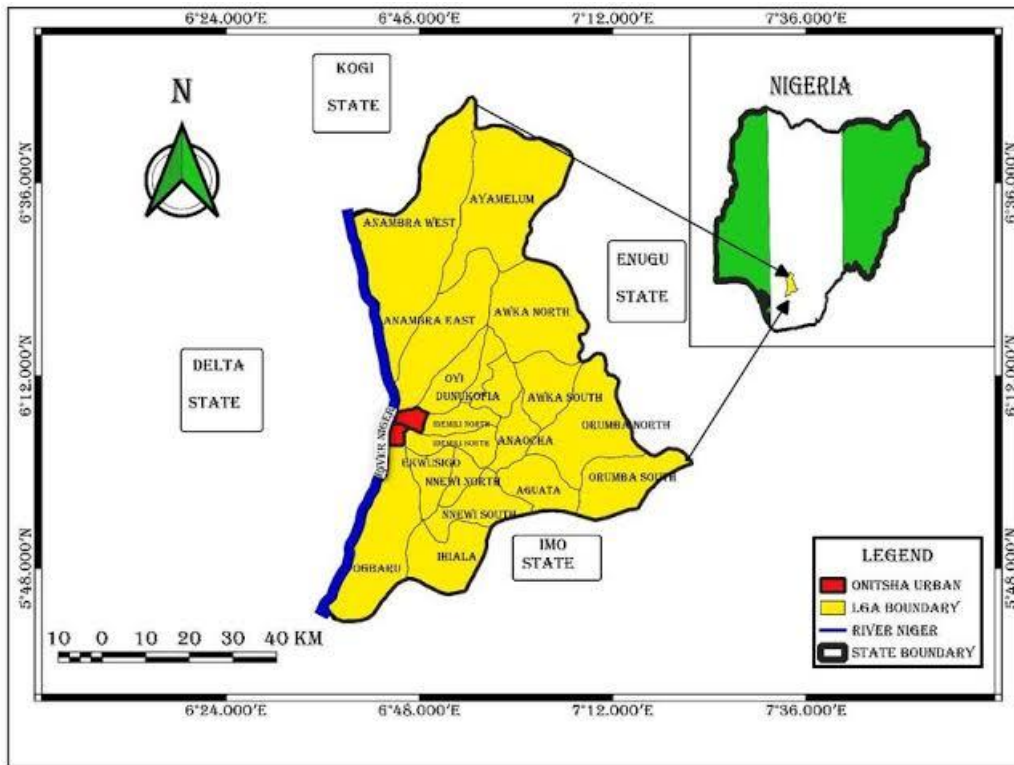 6°24.000'E 6°48.000'E 7°12.000'E 7°36.000'E
KOGI
STATE
N
NIGERIA
6°36.000'N 6°36.000'N
AYAMELUM
ANAMBRA WEST
ENUGU
STATE
ANAMBRA EAST AWKA NORTH
DELTA
STATE
6°12.000'N 6°12.000'N
OYI
DUNUKOFIA AWKA SOUTH
IDEMILI NORTH ORUMBA NORTH
RIVER NIGER
IDEMILI SOUTH ANAOCHA
EKWUSIGO
NNEWI NORTH AGUATA ORUMBA SOUTH
NNEWI SOUTH
IMO
STATE
IHIALA
OGBARU
5°48.000'N 5°48.000'N
LEGEND
ONITSHA URBAN
LGA BOUNDARY
RIVER NIGER
STATE BOUNDARY
10 0 10 20 30 40 KM
6°24.000'E 6°48.000'E 7°12.000'E 7°36.000'E